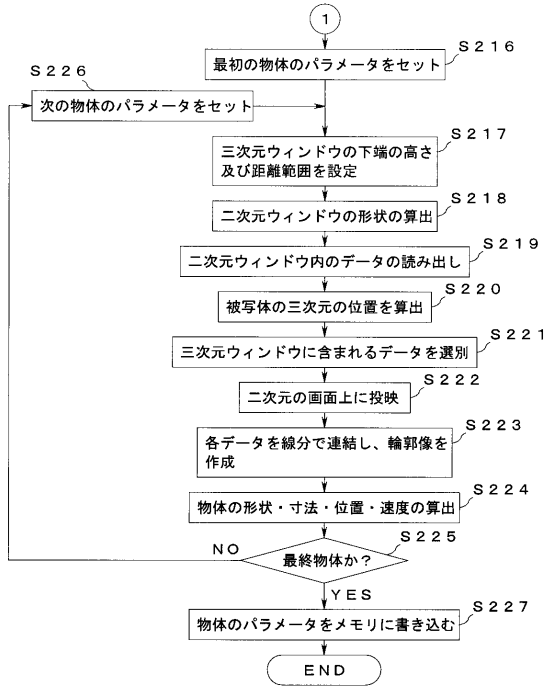 1
S216
最初の物体のパラメータをセット
S226
次の物体のパラメータをセット
S217
三次元ウィンドウの下端の高さ
及び距離範囲を設定
S218
二次元ウィンドウの形状の算出
S219
二次元ウィンドウ内のデータの読み出し
S220
被写体の三次元の位置を算出
S221
三次元ウィンドウに含まれるデータを選別
S222
二次元の画面上に投映
S223
各データを線分で連結し、輪郭像を
作成
S224
物体の形状・寸法・位置・速度の算出
S225
NO
最終物体か?
YES
S227
物体のパラメータをメモリに書き込む
END